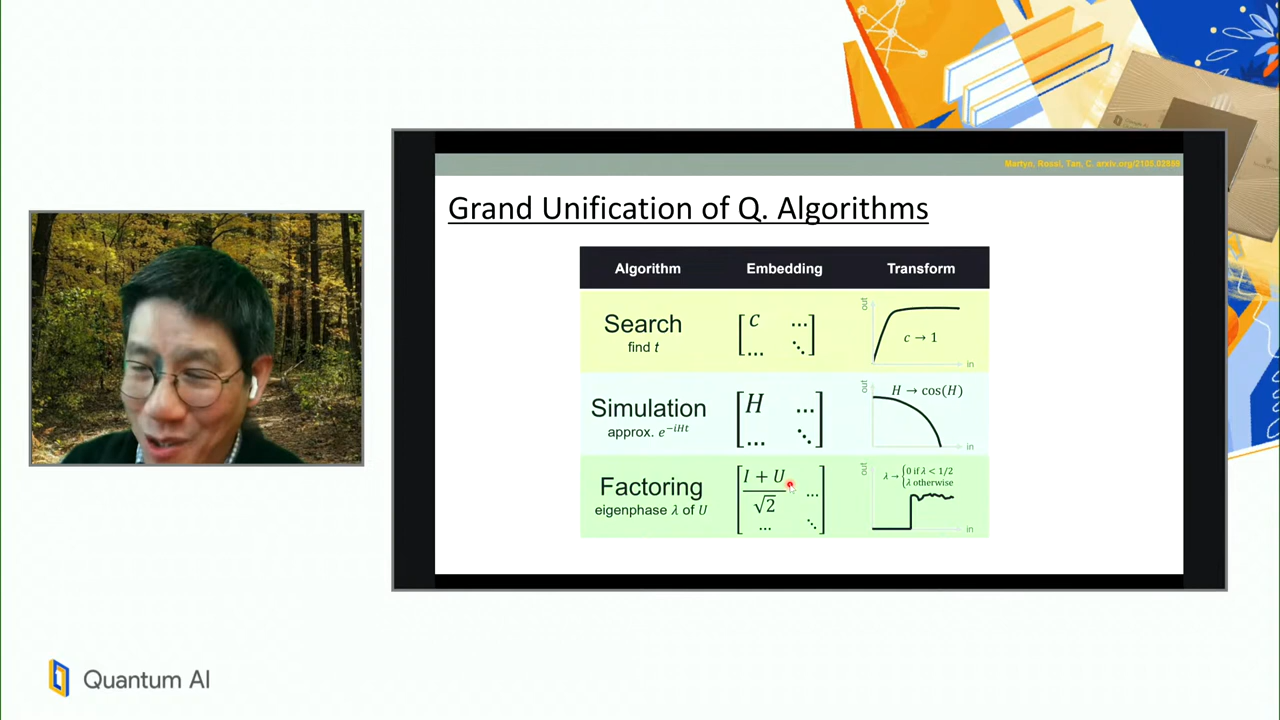 Martyn, Rossi, Tan, C. arxiv.org/2105.02859
Grand Unification of Q. Algorithms
Algorithm Embedding Transform
Search
find t
[c ⋯
⋯ ⋱]
out
c → 1
in
Simulation
approx. e^{-iHt}
[H ⋯
⋯ ⋱]
out
H → cos(H)
in
Factoring
eigenphase λ of U
[I + U
√2 ⋯
⋯ ⋱]
out
λ → {0 if λ < 1/2
λ otherwise
in
Quantum AI